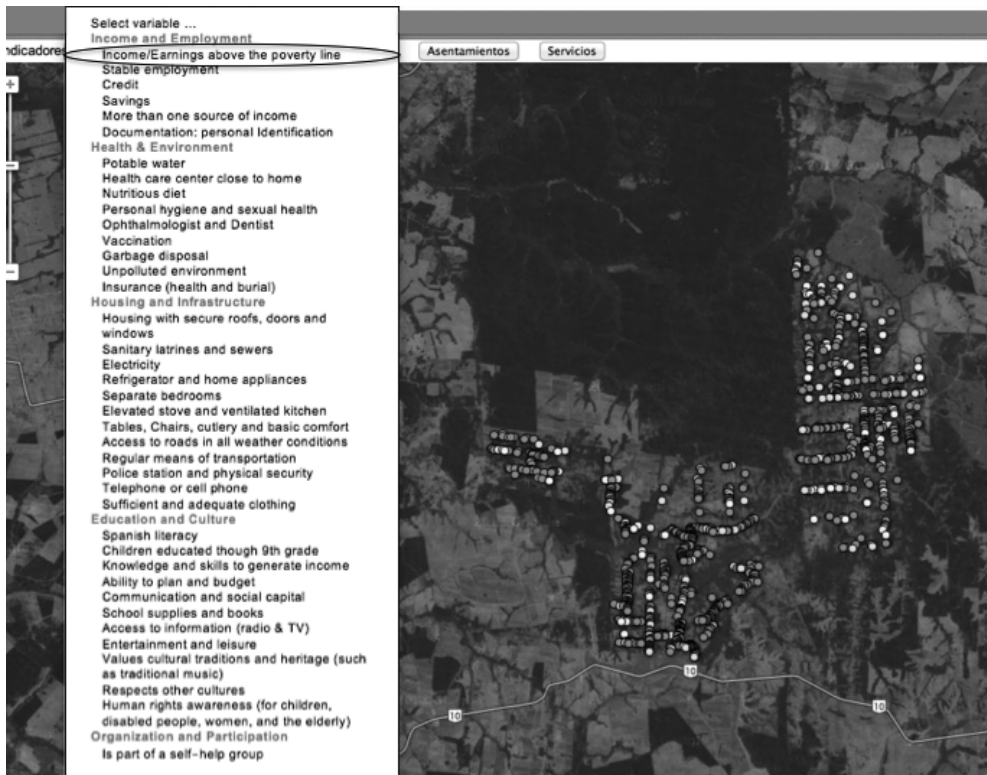 Select variable ...
Income and Employment
Income/Earnings above the poverty line
Stable employment
Credit
Savings
More than one source of income
Documentation: personal Identification
Health & Environment
Potable water
Health care center close to home
Nutritious diet
Personal hygiene and sexual health
Ophthalmologist and Dentist
Vaccination
Garbage disposal
Unpolluted environment
Insurance (health and burial)
Housing and Infrastructure
Housing with secure roofs, doors and
windows
Sanitary latrines and sewers
Electricity
Refrigerator and home appliances
Separate bedrooms
Elevated stove and ventilated kitchen
Tables, Chairs, cutlery and basic comfort
Access to roads in all weather conditions
Regular means of transportation
Police station and physical security
Telephone or cell phone
Sufficient and adequate clothing
Education and Culture
Spanish literacy
Children educated though 9th grade
Knowledge and skills to generate income
Ability to plan and budget
Communication and social capital
School supplies and books
Access to information (radio & TV)
Entertainment and leisure
Values cultural traditions and heritage (such
as traditional music)
Respects other cultures
Human rights awareness (for children,
disabled people, women, and the elderly)
Organization and Participation
Is part of a self-help group
ndicadores
Asentamientos
Servicios
10
10
10